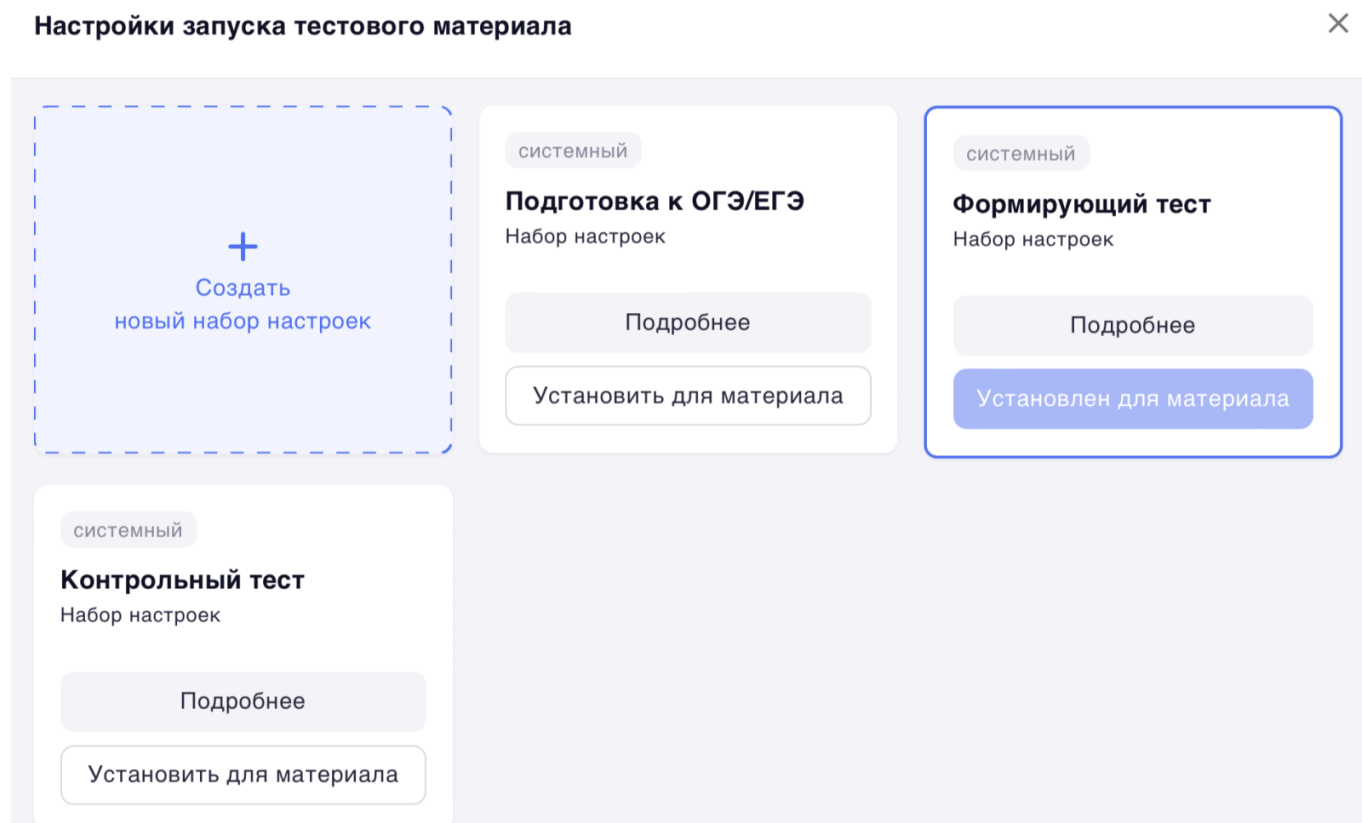 Настройки запуска тестового материала
Создать
новый набор настроек
системный
Подготовка к ОГЭ/ЕГЭ
Набор настроек
Подробнее
Установить для материала
системный
Формирующий тест
Набор настроек
Подробнее
Установлен для материала
системный
Контрольный тест
Набор настроек
Подробнее
Установить для материала